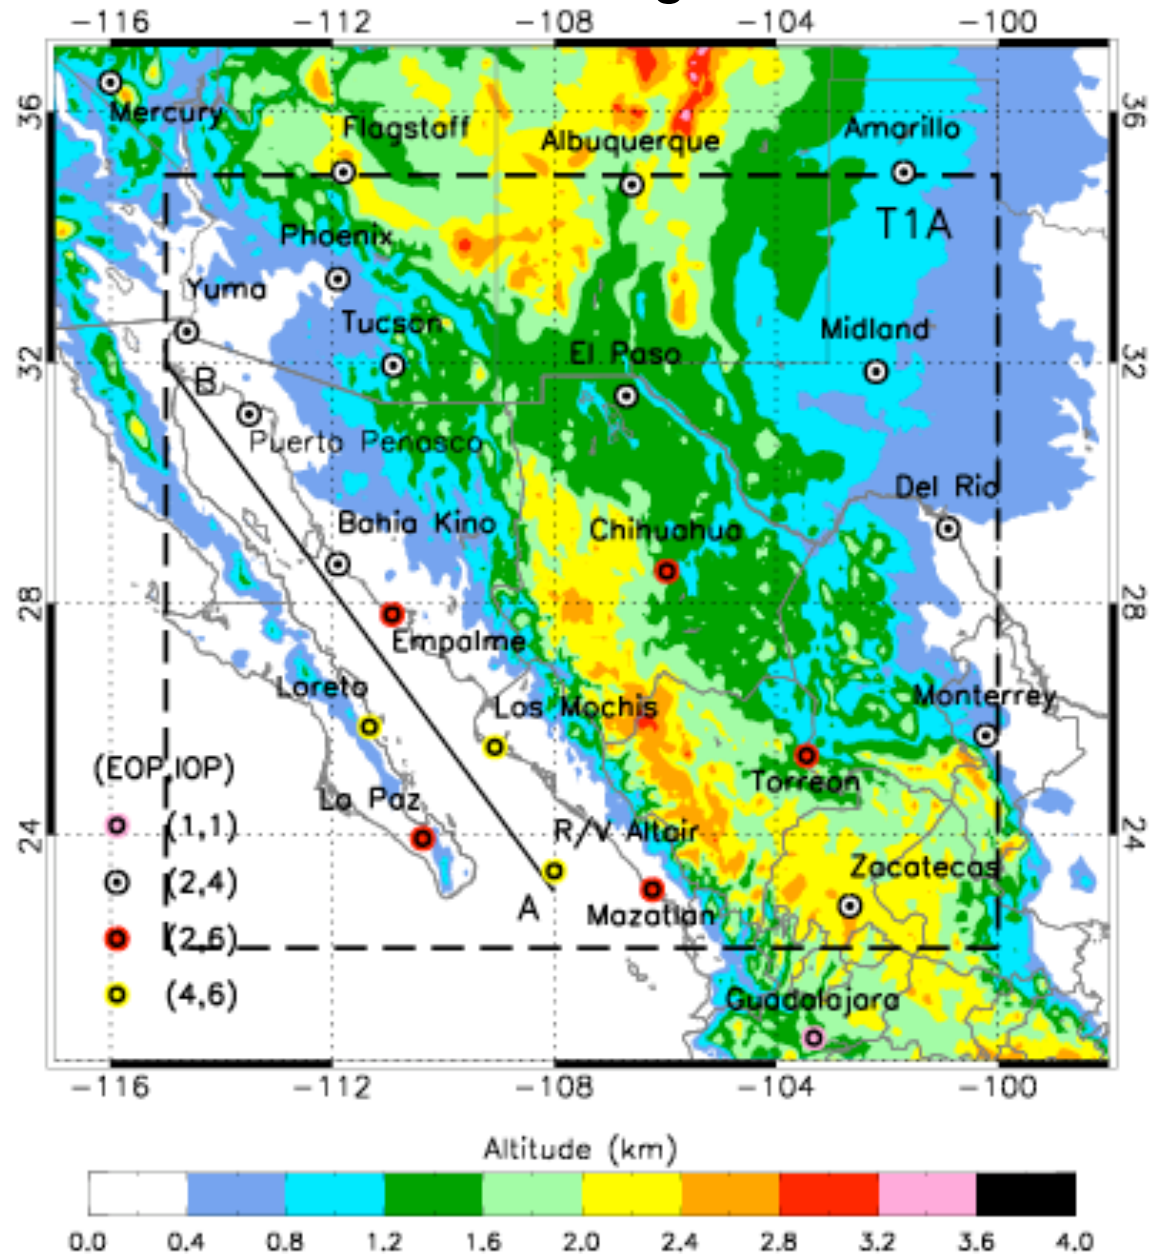 -116 -112 -108 -104 -100
36 Mercury Flagstaff Albuquerque Amarillo 36
T1A
Phoenix
Yuma
Tucson Midland
32 El Paso 32
B
Puerto Penasco
Del Rio
Bahia Kino Chihuahua
28 28
Empalme
Loreto Los Mochis Monterrey
(EOP,IOP) Torreon
La Paz
(1,1) R/V Altair
24 24
Zacatecas
(2,4) A Mazatlan
(2,6)
(4,6) Guadalajara
-116 -112 -108 -104 -100
Altitude (km)
0.0 0.4 0.8 1.2 1.6 2.0 2.4 2.8 3.2 3.6 4.0